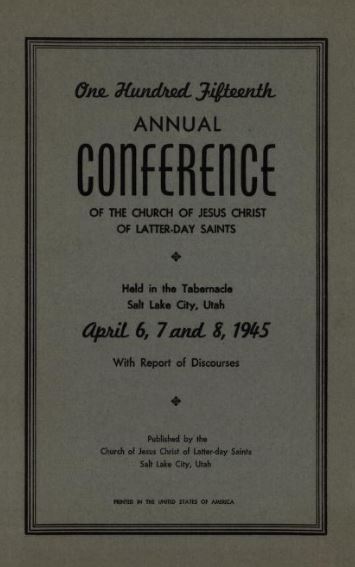 One Hundred Fifteenth
ANNUAL
CONFERENCE
OF THE CHURCH OF JESUS CHRIST
OF LATTER-DAY SAINTS
Held in the Tabernacle
Salt Lake City, Utah
April 6, 7 and 8, 1945
With Report of Discourses
Published by the
Church of Jesus Christ of Latter-day Saints
Salt Lake City, Utah
PRINTED IN THE UNITED STATES OF AMERICA